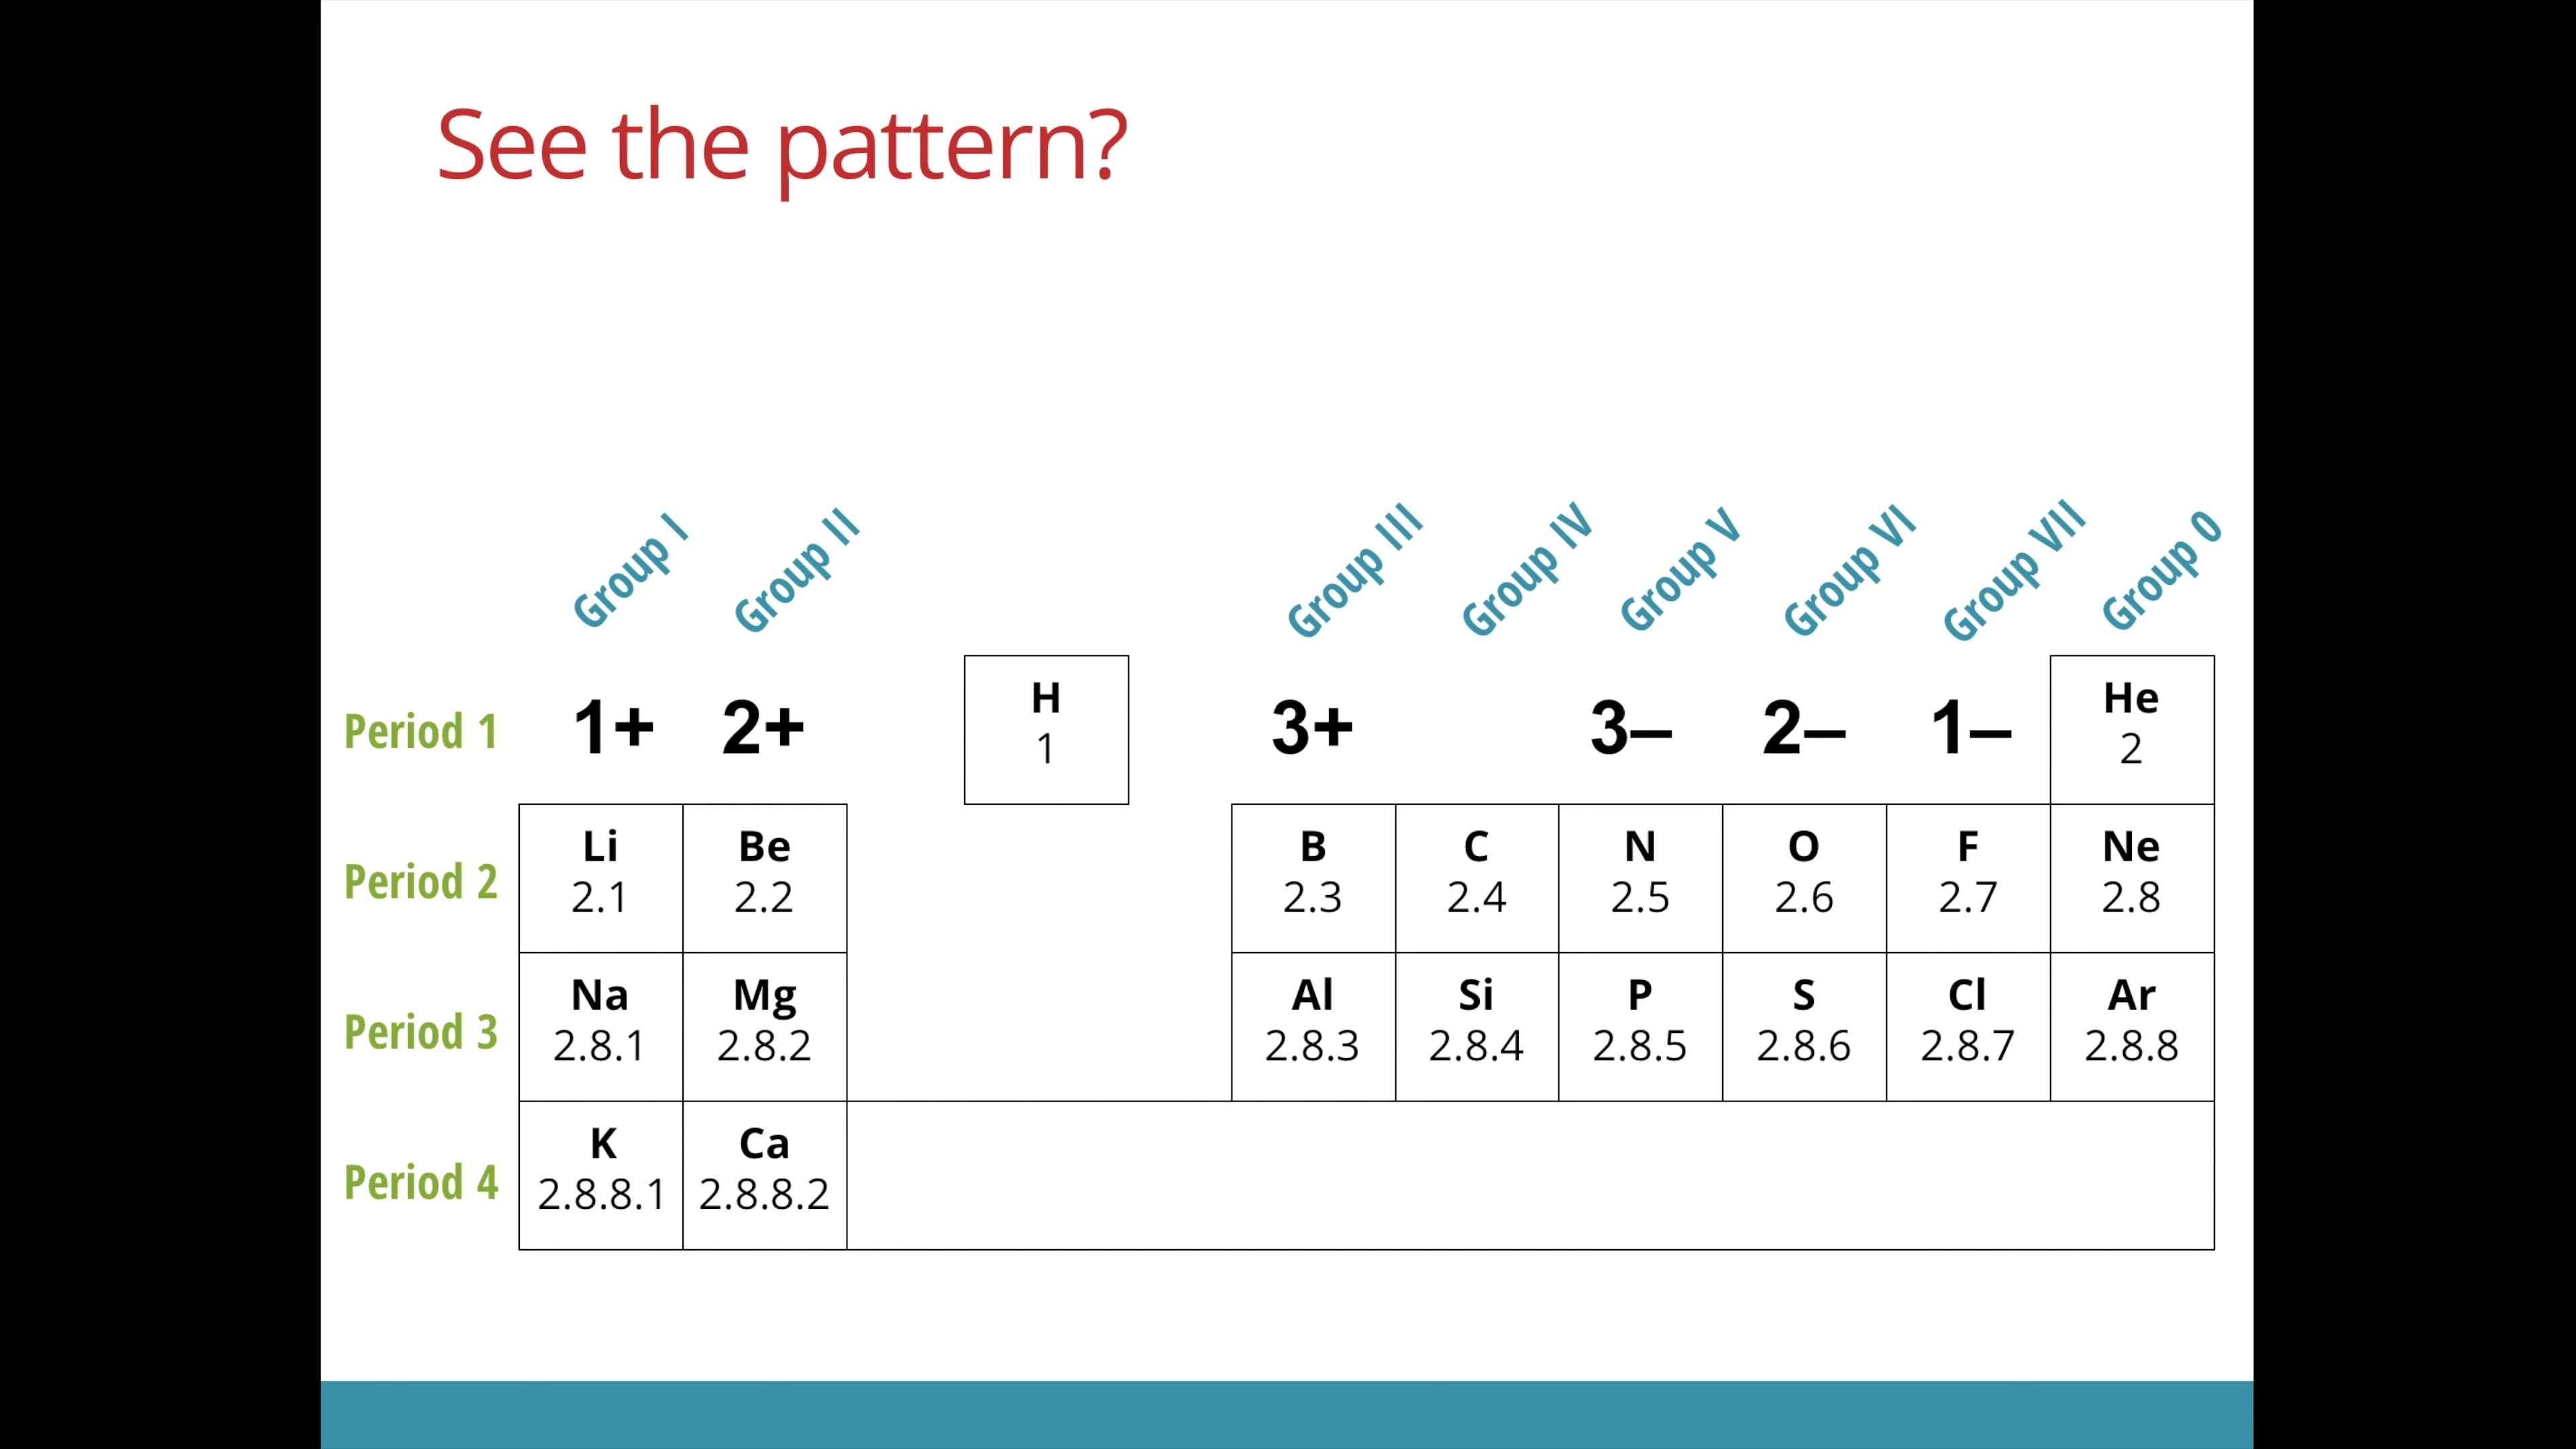 See the pattern?
Group I Group II Group III Group IV Group V Group VI Group VII Group 0
Period 1 1+ 2+ H 3+ 3– 2– 1– He
1 2
Period 2 Li Be B C N O F Ne
2.1 2.2 2.3 2.4 2.5 2.6 2.7 2.8
Period 3 Na Mg Al Si P S Cl Ar
2.8.1 2.8.2 2.8.3 2.8.4 2.8.5 2.8.6 2.8.7 2.8.8
Period 4 K Ca
2.8.8.1 2.8.8.2